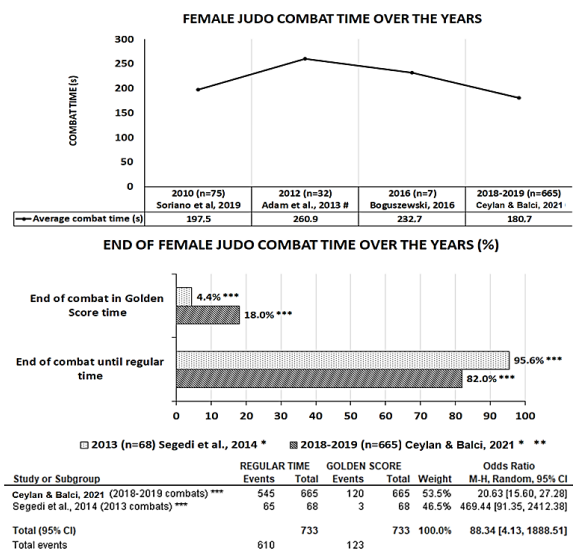 FEMALE JUDO COMBAT TIME OVER THE YEARS
COMBAT TIME (s)
300
250
200
150
100
50
0
2010 (n=75) 2012 (n=32) 2016 (n=7) 2018-2019 (n=665)
Soriano et al, 2019 Adam et al., 2013 # Boguszewski, 2016 Ceylan & Balci, 2021
Average combat time (s) 197.5 260.9 232.7 180.7
END OF FEMALE JUDO COMBAT TIME OVER THE YEARS (%)
End of combat in Golden
Score time
4.4% ***
18.0% ***
End of combat until regular
time
95.6% ***
82.0% ***
0 10 20 30 40 50 60 70 80 90 100
2013 (n=68) Segedi et al., 2014 * 2018-2019 (n=665) Ceylan & Balci, 2021 * **
REGULAR TIME GOLDEN SCORE Odds Ratio
Study or Subgroup Events Total Events Total Weight M-H, Random, 95% CI
Ceylan & Balci, 2021 (2018-2019 combats) *** 545 665 120 665 53.5% 20.63 [15.60, 27.28]
Segedi et al., 2014 (2013 combats) *** 65 68 3 68 46.5% 469.44 [91.35, 2412.38]
Total (95% CI) 733 733 100.0% 88.34 [4.13, 1888.51]
Total events 610 123